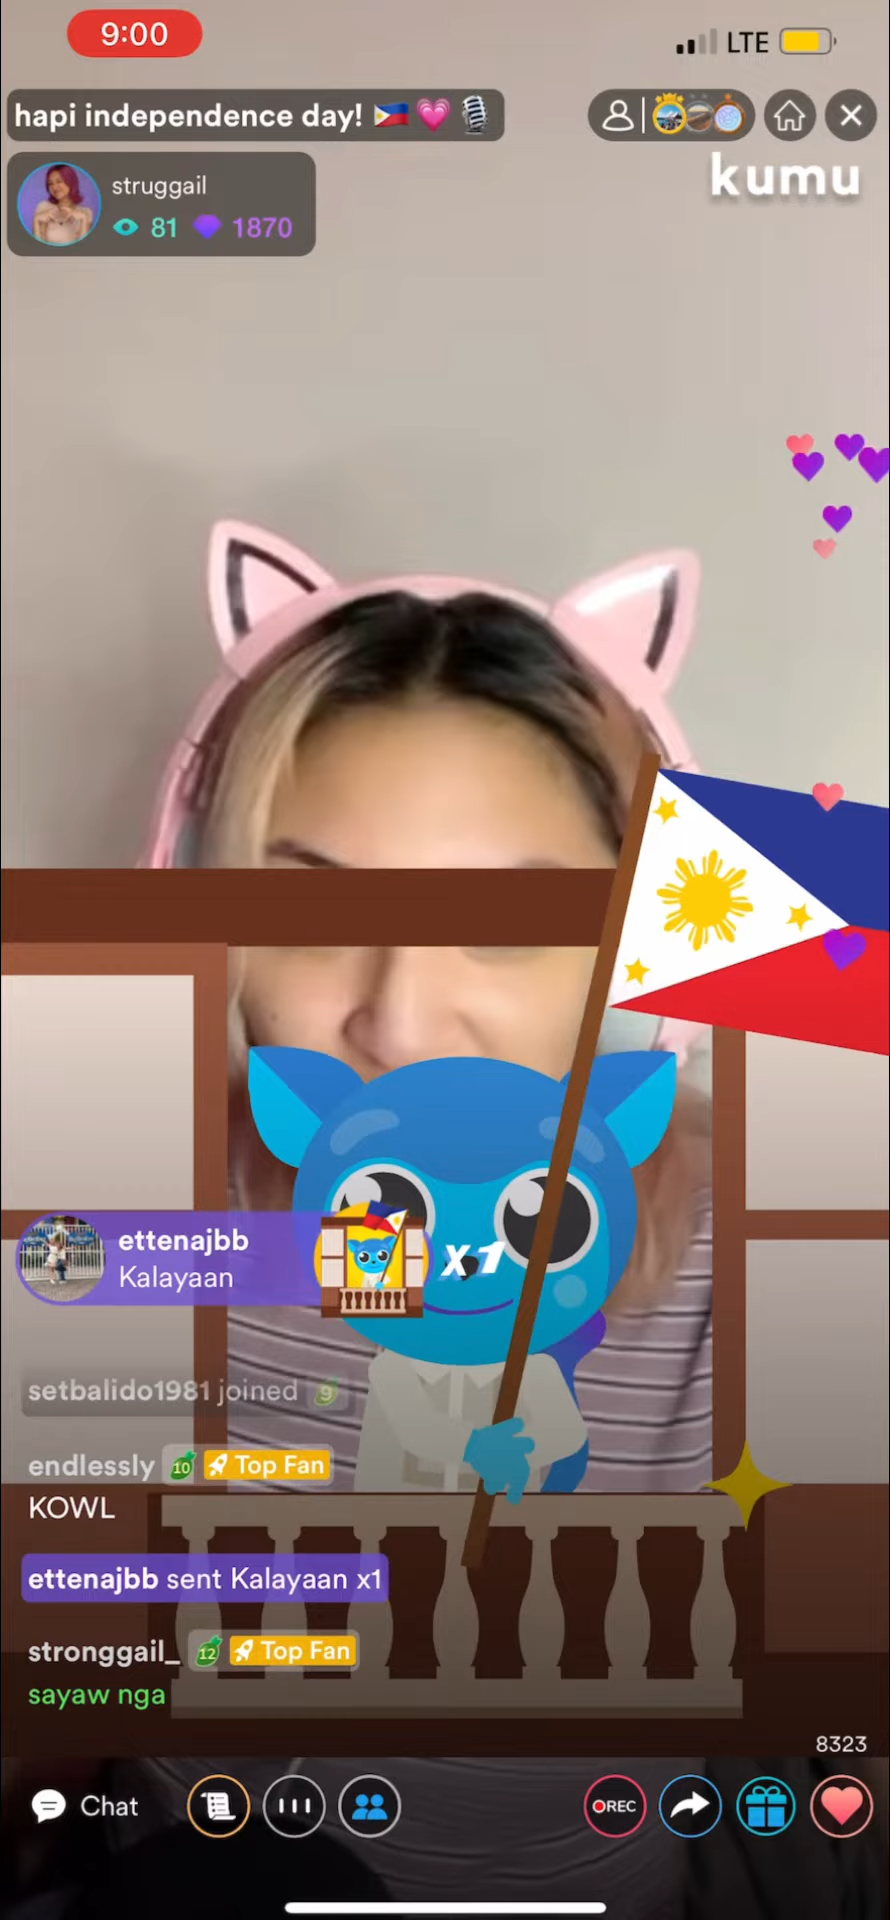 9:00
LTE
hapi independence day! 🇵🇭💗🎙️
kumu
struggail
81 1870
ettenajbb
Kalayaan
x1
setbalido1981 joined 9
endlessly 10 Top Fan
KOWL
ettenajbb sent Kalayaan x1
stronggail_ 12 Top Fan
sayaw nga
8323
Chat
REC